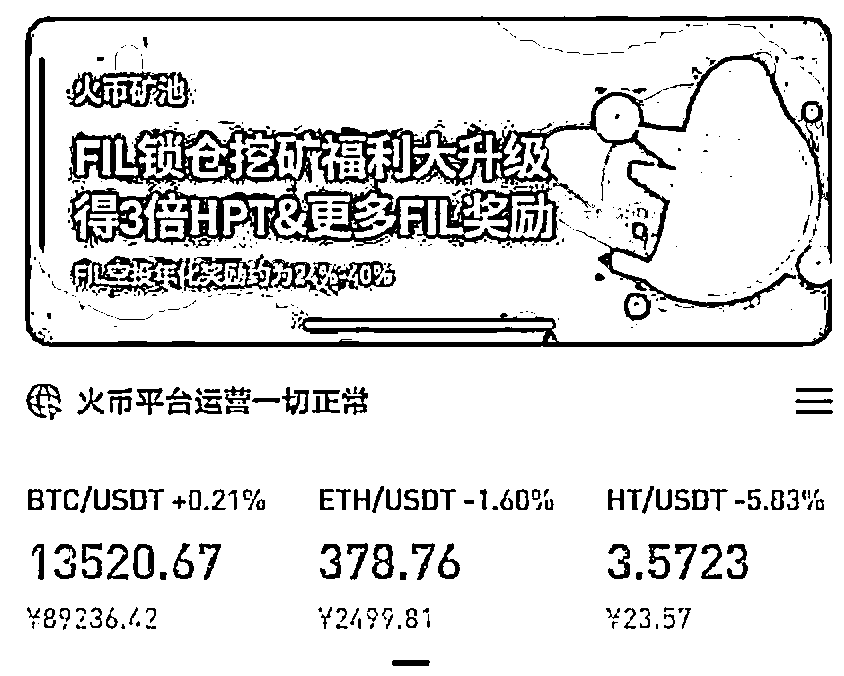 火币矿池
FIL锁仓挖矿福利大升级
得3倍HPT&更多FIL奖励
FIL空投年化奖励约为24%-40%
火币平台运营一切正常
BTC/USDT +0.21% ETH/USDT -1.60% HT/USDT -5.83%
13520.67 378.76 3.5723
¥89236.42 ¥2499.81 ¥23.57